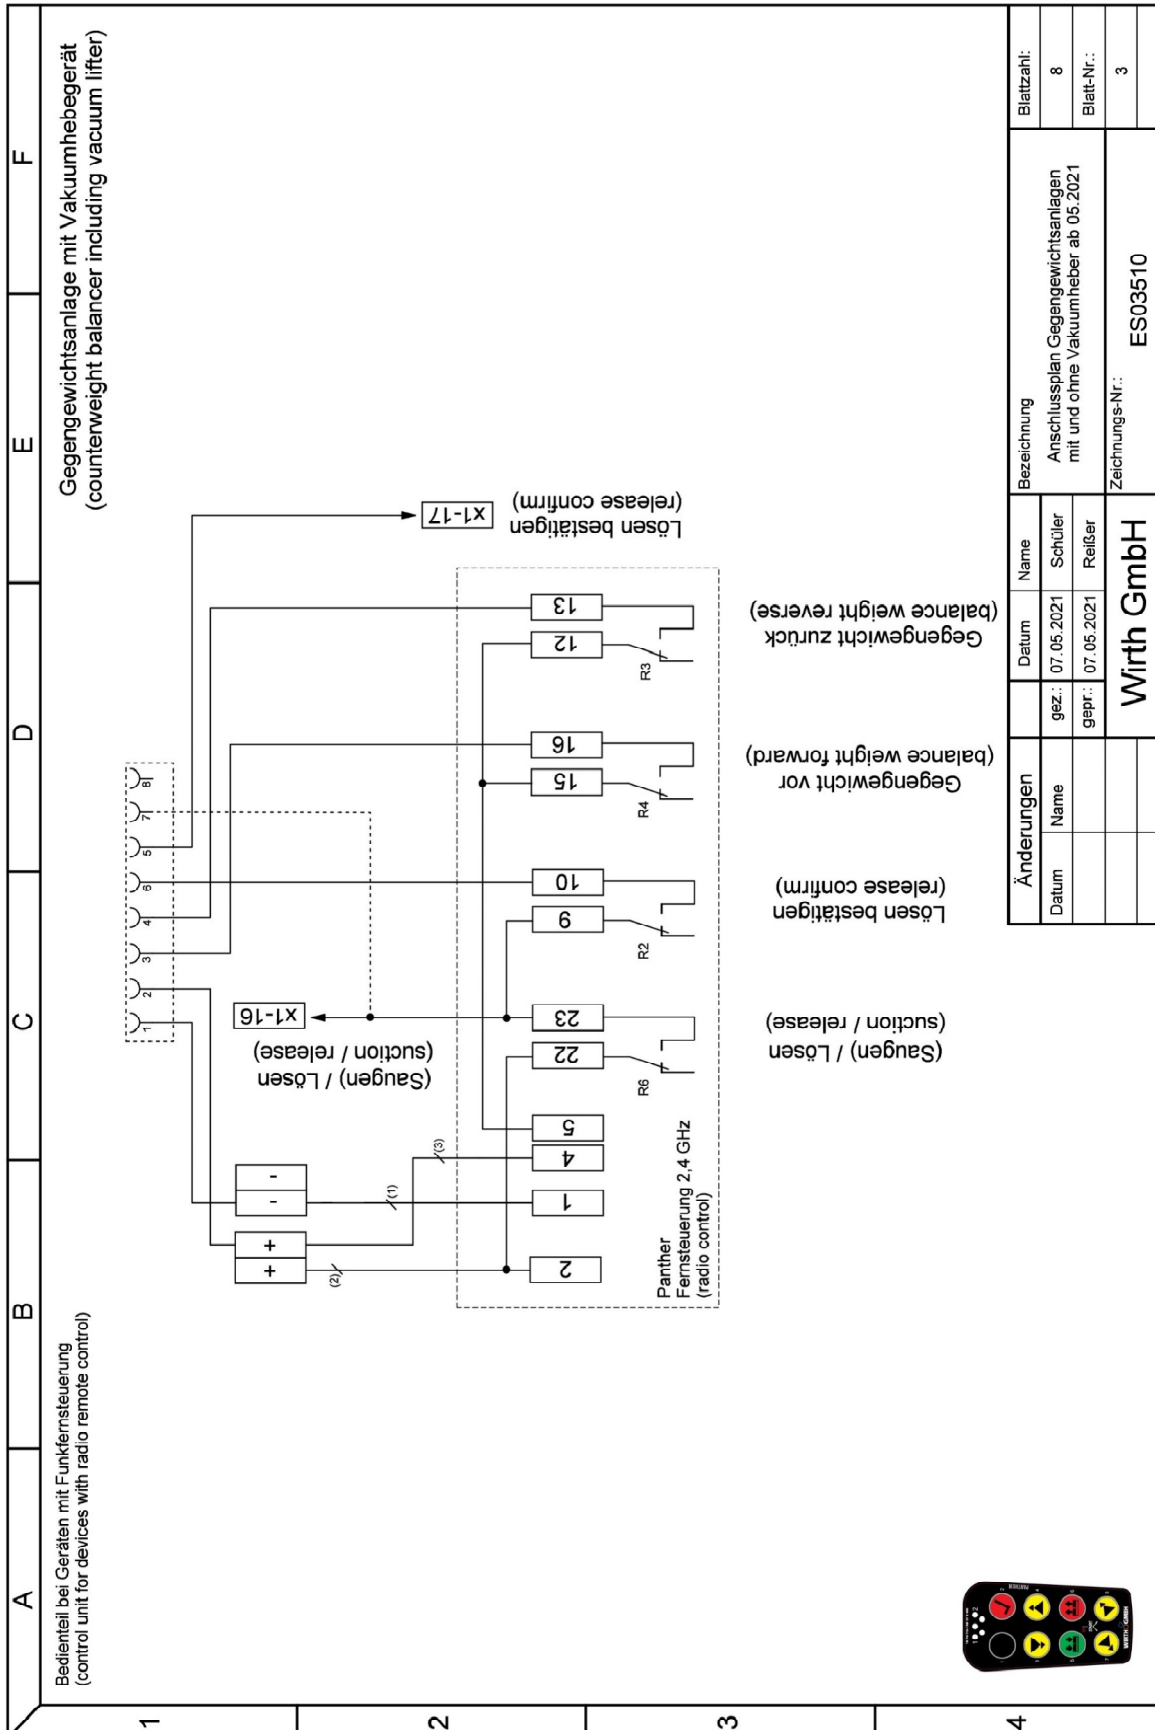 A
B
C
D
E
F
1
2
3
4
Bedienteil bei Geräten mit Funkfernsteuerung
(control unit for devices with radio remote control)
Gegengewichtsanlage mit Vakuumhebegerät
(counterweight balancer including vacuum lifter)
1
2
3
4
6
5
7
8
+
+
-
-
(2)
(1)
(3)
(Saugen) / Lösen
(suction / release)
x1-16
x1-17
Lösen bestätigen
(release confirm)
2
1
4
5
22
23
9
10
15
16
12
13
R6
R2
R4
R3
Panther
Fernsteuerung 2,4 GHz
(radio control)
(Saugen) / Lösen
(suction / release)
Lösen bestätigen
(release confirm)
Gegengewicht vor
(balance weight forward)
Gegengewicht zurück
(balance weight reverse)
PANTHER
START
WIRTH GMBH
Änderungen
Datum
Name
Datum
Name
gez.:
07.05.2021
Schüler
gepr.:
07.05.2021
Reißer
Wirth GmbH
Bezeichnung
Anschlussplan Gegengewichtsanlagen
mit und ohne Vakuumheber ab 05.2021
Zeichnungs-Nr.:
ES03510
Blattzahl:
8
Blatt-Nr.:
3